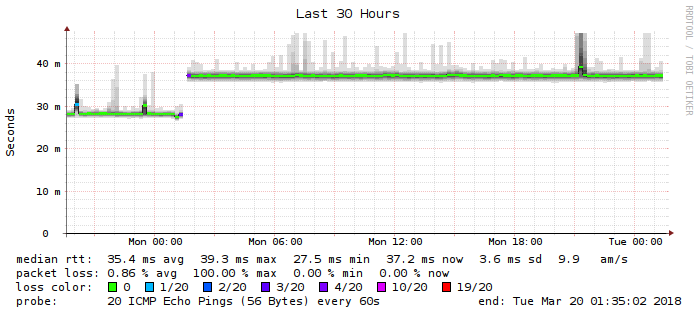 Last 30 Hours
RRDTOOL / TOBI OETIKER
Seconds
40 m
30 m
20 m
10 m
0
Mon 00:00 Mon 06:00 Mon 12:00 Mon 18:00 Tue 00:00
median rtt: 35.4 ms avg 39.3 ms max 27.5 ms min 37.2 ms now 3.6 ms sd 9.9 am/s
packet loss: 0.86 % avg 100.00 % max 0.00 % min 0.00 % now
loss color: 0 1/20 2/20 3/20 4/20 10/20 19/20
probe: 20 ICMP Echo Pings (56 Bytes) every 60s end: Tue Mar 20 01:35:02 2018